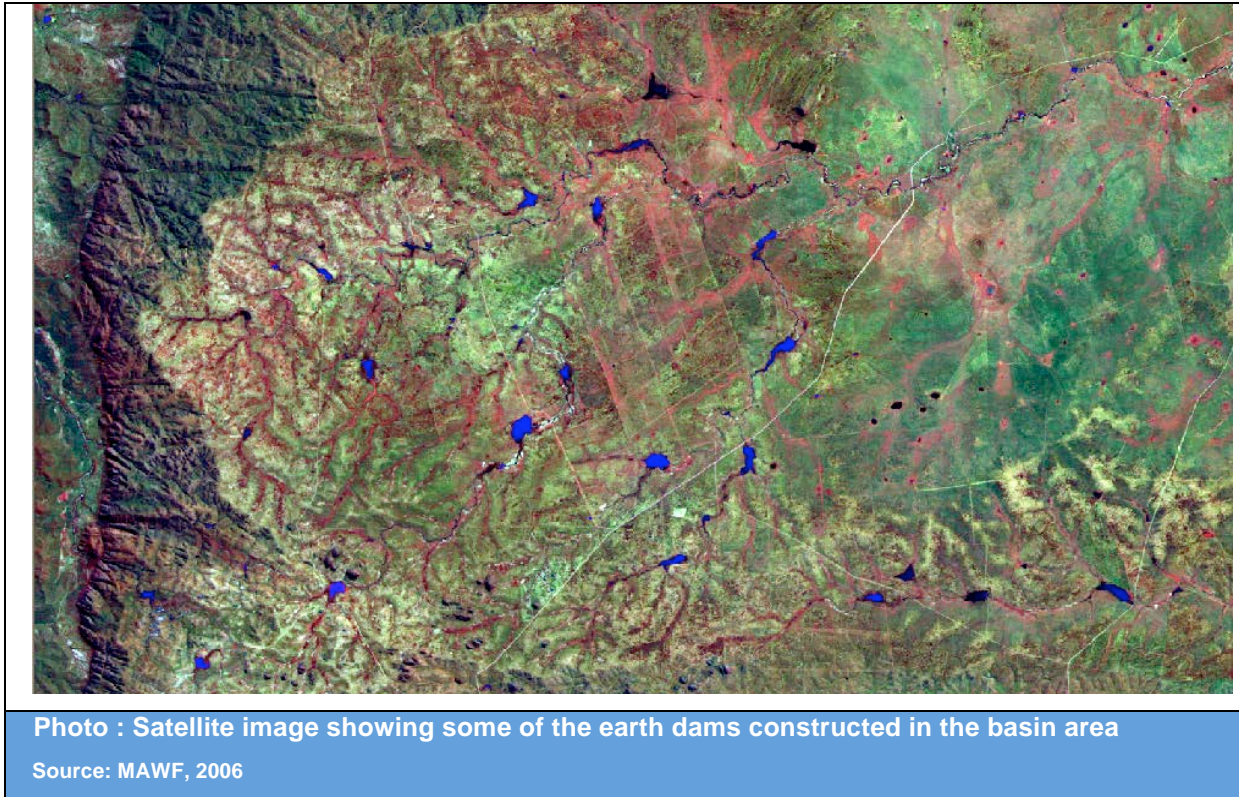 Photo : Satellite image showing some of the earth dams constructed in the basin area
Source: MAWF, 2006